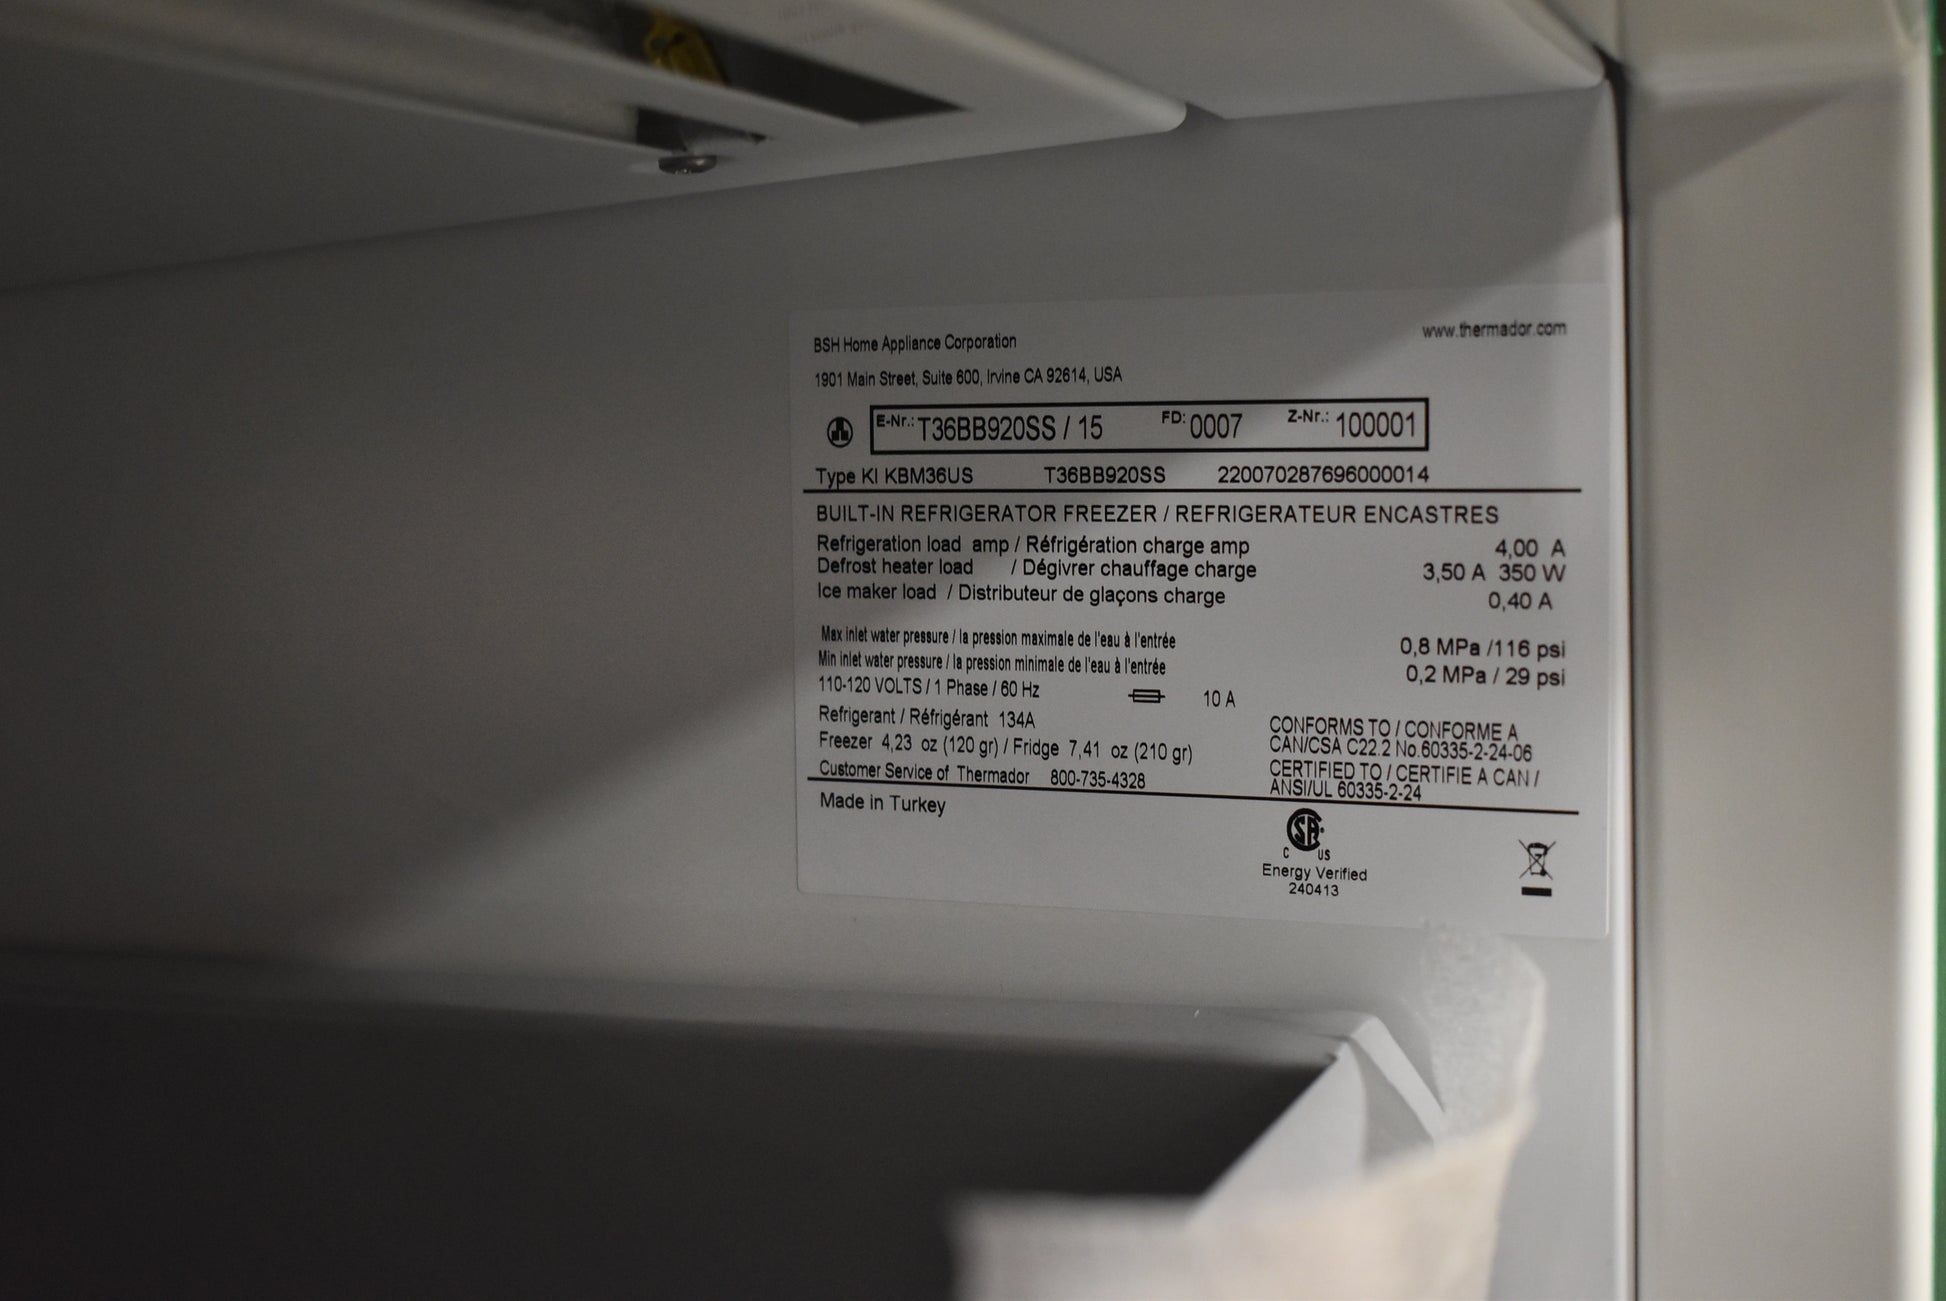 BSH Home Appliance Corporation www.thermador.com
1901 Main Street, Suite 600, Irvine CA 92614, USA
E-Nr.: T36BB920SS / 15 FD: 0007 Z-Nr.: 100001
Type KI KBM36US T36BB920SS 220070287696000014
BUILT-IN REFRIGERATOR FREEZER / REFRIGERATEUR ENCASTRES
Refrigeration load amp / Réfrigération charge amp 4,00 A
Defrost heater load / Dégivrer chauffage charge 3,50 A 350 W
Ice maker load / Distributeur de glaçons charge 0,40 A
Max inlet water pressure / la pression maximale de l'eau à l'entrée 0,8 MPa /116 psi
Min inlet water pressure / la pression minimale de l'eau à l'entrée 0,2 MPa / 29 psi
110-120 VOLTS / 1 Phase / 60 Hz 10 A
Refrigerant / Réfrigérant 134A
Freezer 4,23 oz (120 gr) / Fridge 7,41 oz (210 gr)
Customer Service of Thermador 800-735-4328
CONFORMS TO / CONFORME A
CAN/CSA C22.2 No.60335-2-24-06
CERTIFIED TO / CERTIFIE A CAN /
ANSI/UL 60335-2-24
Made in Turkey
SA
C US
Energy Verified
240413